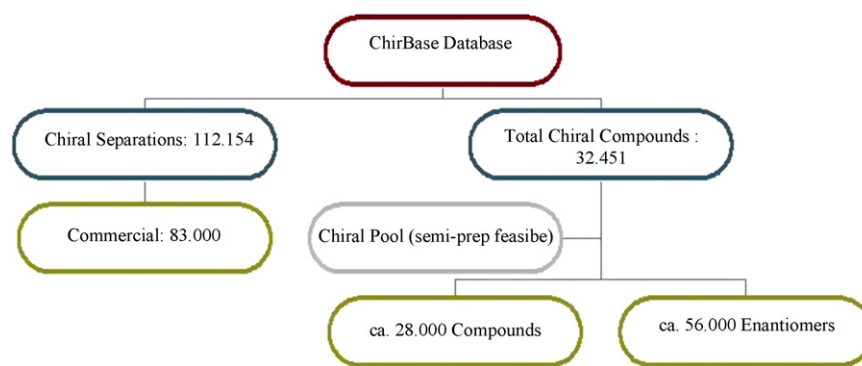 ChirBase Database
Chiral Separations: 112.154
Total Chiral Compounds :
32.451
Commercial: 83.000
Chiral Pool (semi-prep feasibe)
ca. 28.000 Compounds
ca. 56.000 Enantiomers